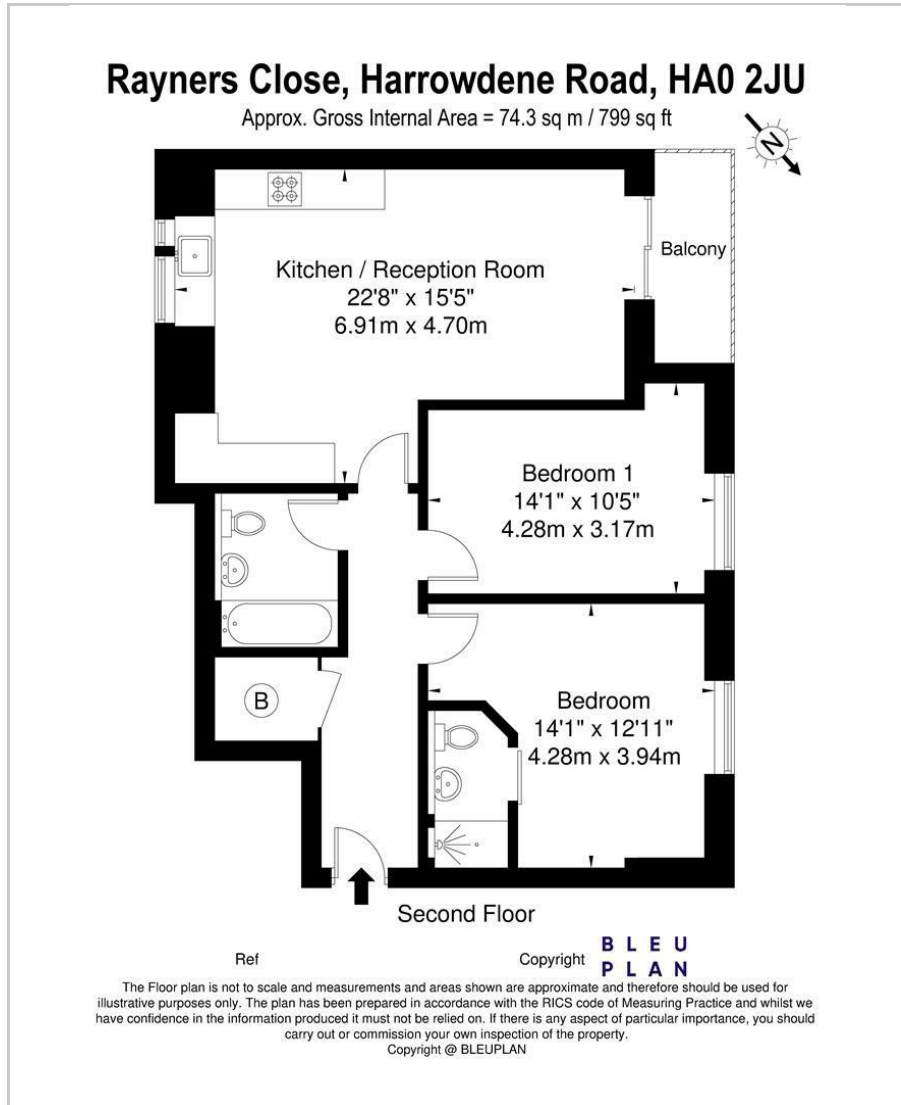 Rayners Close, Harrowdene Road, HA0 2JU
Approx. Gross Internal Area = 74.3 sq m / 799 sq ft
N
Balcony
Kitchen / Reception Room
22'8" x 15'5"
6.91m x 4.70m
Bedroom 1
14'1" x 10'5"
4.28m x 3.17m
B
Bedroom
14'1" x 12'11"
4.28m x 3.94m
Second Floor
Ref
Copyright
BLEU
PLAN
The Floor plan is not to scale and measurements and areas shown are approximate and therefore should be used for
illustrative purposes only. The plan has been prepared in accordance with the RICS code of Measuring Practice and whilst we
have confidence in the information produced it must not be relied on. If there is any aspect of particular importance, you should
carry out or commission your own inspection of the property.
Copyright @ BLEUPLAN